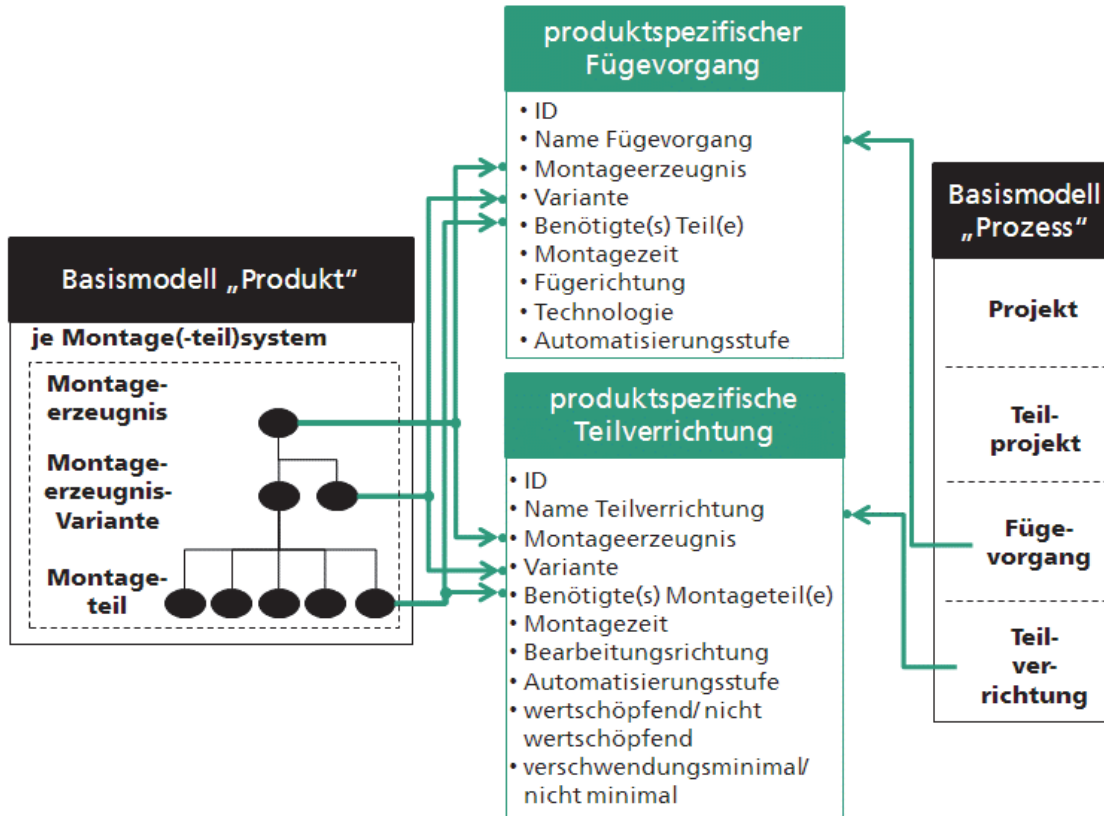 Basismodell „Produkt“
je Montage(-teil)system
Montage-
erzeugnis
Montage-
erzeugnis-
Variante
Montage-
teil
produktspezifischer
Fügevorgang
• ID
• Name Fügevorgang
• Montageerzeugnis
• Variante
• Benötigte(s) Teil(e)
• Montagezeit
• Fügerichtung
• Technologie
• Automatisierungsstufe
produktspezifische
Teilverrichtung
• ID
• Name Teilverrichtung
• Montageerzeugnis
• Variante
• Benötigte(s) Montageteil(e)
• Montagezeit
• Bearbeitungsrichtung
• Automatisierungsstufe
• wertschöpfend/ nicht
wertschöpfend
• verschwendungsminimal/
nicht minimal
Basismodell
„Prozess“
Projekt
Teil-
projekt
Füge-
vorgang
Teil-
ver-
richtung